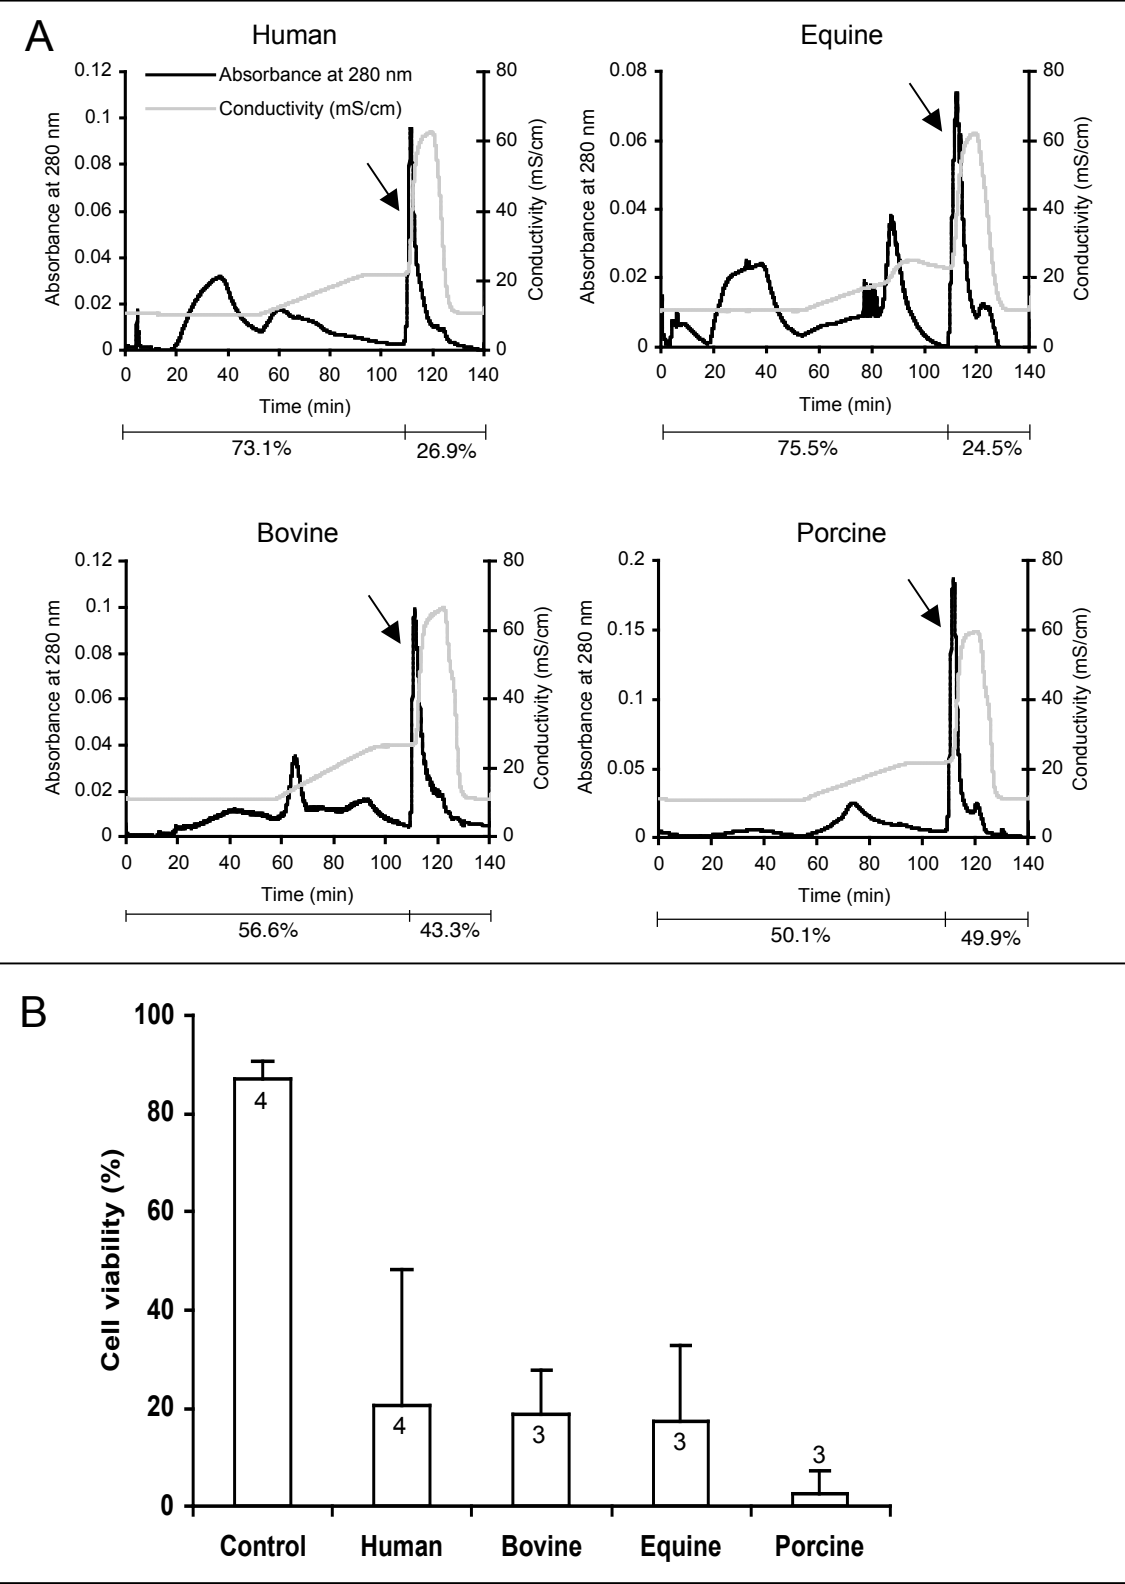 A
Human
Absorbance at 280 nm
Conductivity (mS/cm)
0.12
0.1
0.08
0.06
0.04
0.02
0
80
60
40
20
0
Absorbance at 280 nm
Conductivity (mS/cm)
0 20 40 60 80 100 120 140
Time (min)
73.1% 26.9%
Equine
0.08
0.06
0.04
0.02
0
80
60
40
20
0
Absorbance at 280 nm
Conductivity (mS/cm)
0 20 40 60 80 100 120 140
Time (min)
75.5% 24.5%
Bovine
0.12
0.1
0.08
0.06
0.04
0.02
0
80
60
40
20
0
Absorbance at 280 nm
Conductivity (mS/cm)
0 20 40 60 80 100 120 140
Time (min)
56.6% 43.3%
Porcine
0.2
0.15
0.1
0.05
0
80
60
40
20
0
Absorbance at 280 nm
Conductivity (mS/cm)
0 20 40 60 80 100 120 140
Time (min)
50.1% 49.9%
B
100
80
60
40
20
0
Cell viability (%)
4
4
3
3
3
Control Human Bovine Equine Porcine